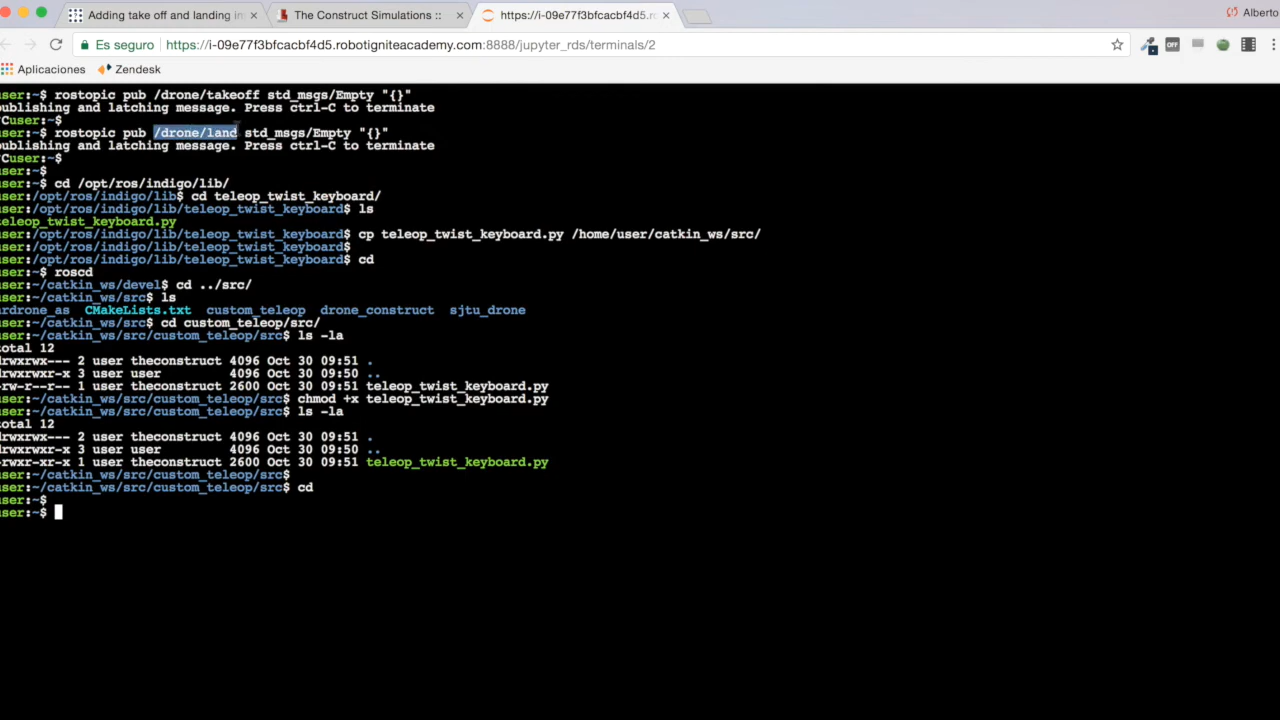 Adding take off and landing in
The Construct Simulations ::
https://i-09e77f3bfcacbf4d5.ro
Alberto
Es seguro
https://i-09e77f3bfcacbf4d5.robotigniteacademy.com:8888/jupyter_rds/terminals/2
OFF
Aplicaciones
Zendesk
user:~$ rostopic pub /drone/takeoff std_msgs/Empty "{}"
publishing and latching message. Press ctrl-C to terminate
^Cuser:~$
user:~$ rostopic pub /drone/land std_msgs/Empty "{}"
publishing and latching message. Press ctrl-C to terminate
^Cuser:~$
user:~$
user:~$ cd /opt/ros/indigo/lib/
user:/opt/ros/indigo/lib$ cd teleop_twist_keyboard/
user:/opt/ros/indigo/lib/teleop_twist_keyboard$ ls
teleop_twist_keyboard.py
user:/opt/ros/indigo/lib/teleop_twist_keyboard$ cp teleop_twist_keyboard.py /home/user/catkin_ws/src/
user:/opt/ros/indigo/lib/teleop_twist_keyboard$
user:/opt/ros/indigo/lib/teleop_twist_keyboard$ cd
user:~$ roscd
user:~/catkin_ws/devel$ cd ../src/
user:~/catkin_ws/src$ ls
ardrone_as CMakeLists.txt custom_teleop drone_construct sjtu_drone
user:~/catkin_ws/src$ cd custom_teleop/src/
user:~/catkin_ws/src/custom_teleop/src$ ls -la
total 12
drwxrwx--- 2 user theconstruct 4096 Oct 30 09:51 .
drwxrwxr-x 3 user user 4096 Oct 30 09:50 ..
-rw-r--r-- 1 user theconstruct 2600 Oct 30 09:51 teleop_twist_keyboard.py
user:~/catkin_ws/src/custom_teleop/src$ chmod +x teleop_twist_keyboard.py
user:~/catkin_ws/src/custom_teleop/src$ ls -la
total 12
drwxrwx--- 2 user theconstruct 4096 Oct 30 09:51 .
drwxrwxr-x 3 user user 4096 Oct 30 09:50 ..
-rwxr-xr-x 1 user theconstruct 2600 Oct 30 09:51 teleop_twist_keyboard.py
user:~/catkin_ws/src/custom_teleop/src$
user:~/catkin_ws/src/custom_teleop/src$ cd
user:~$
user:~$